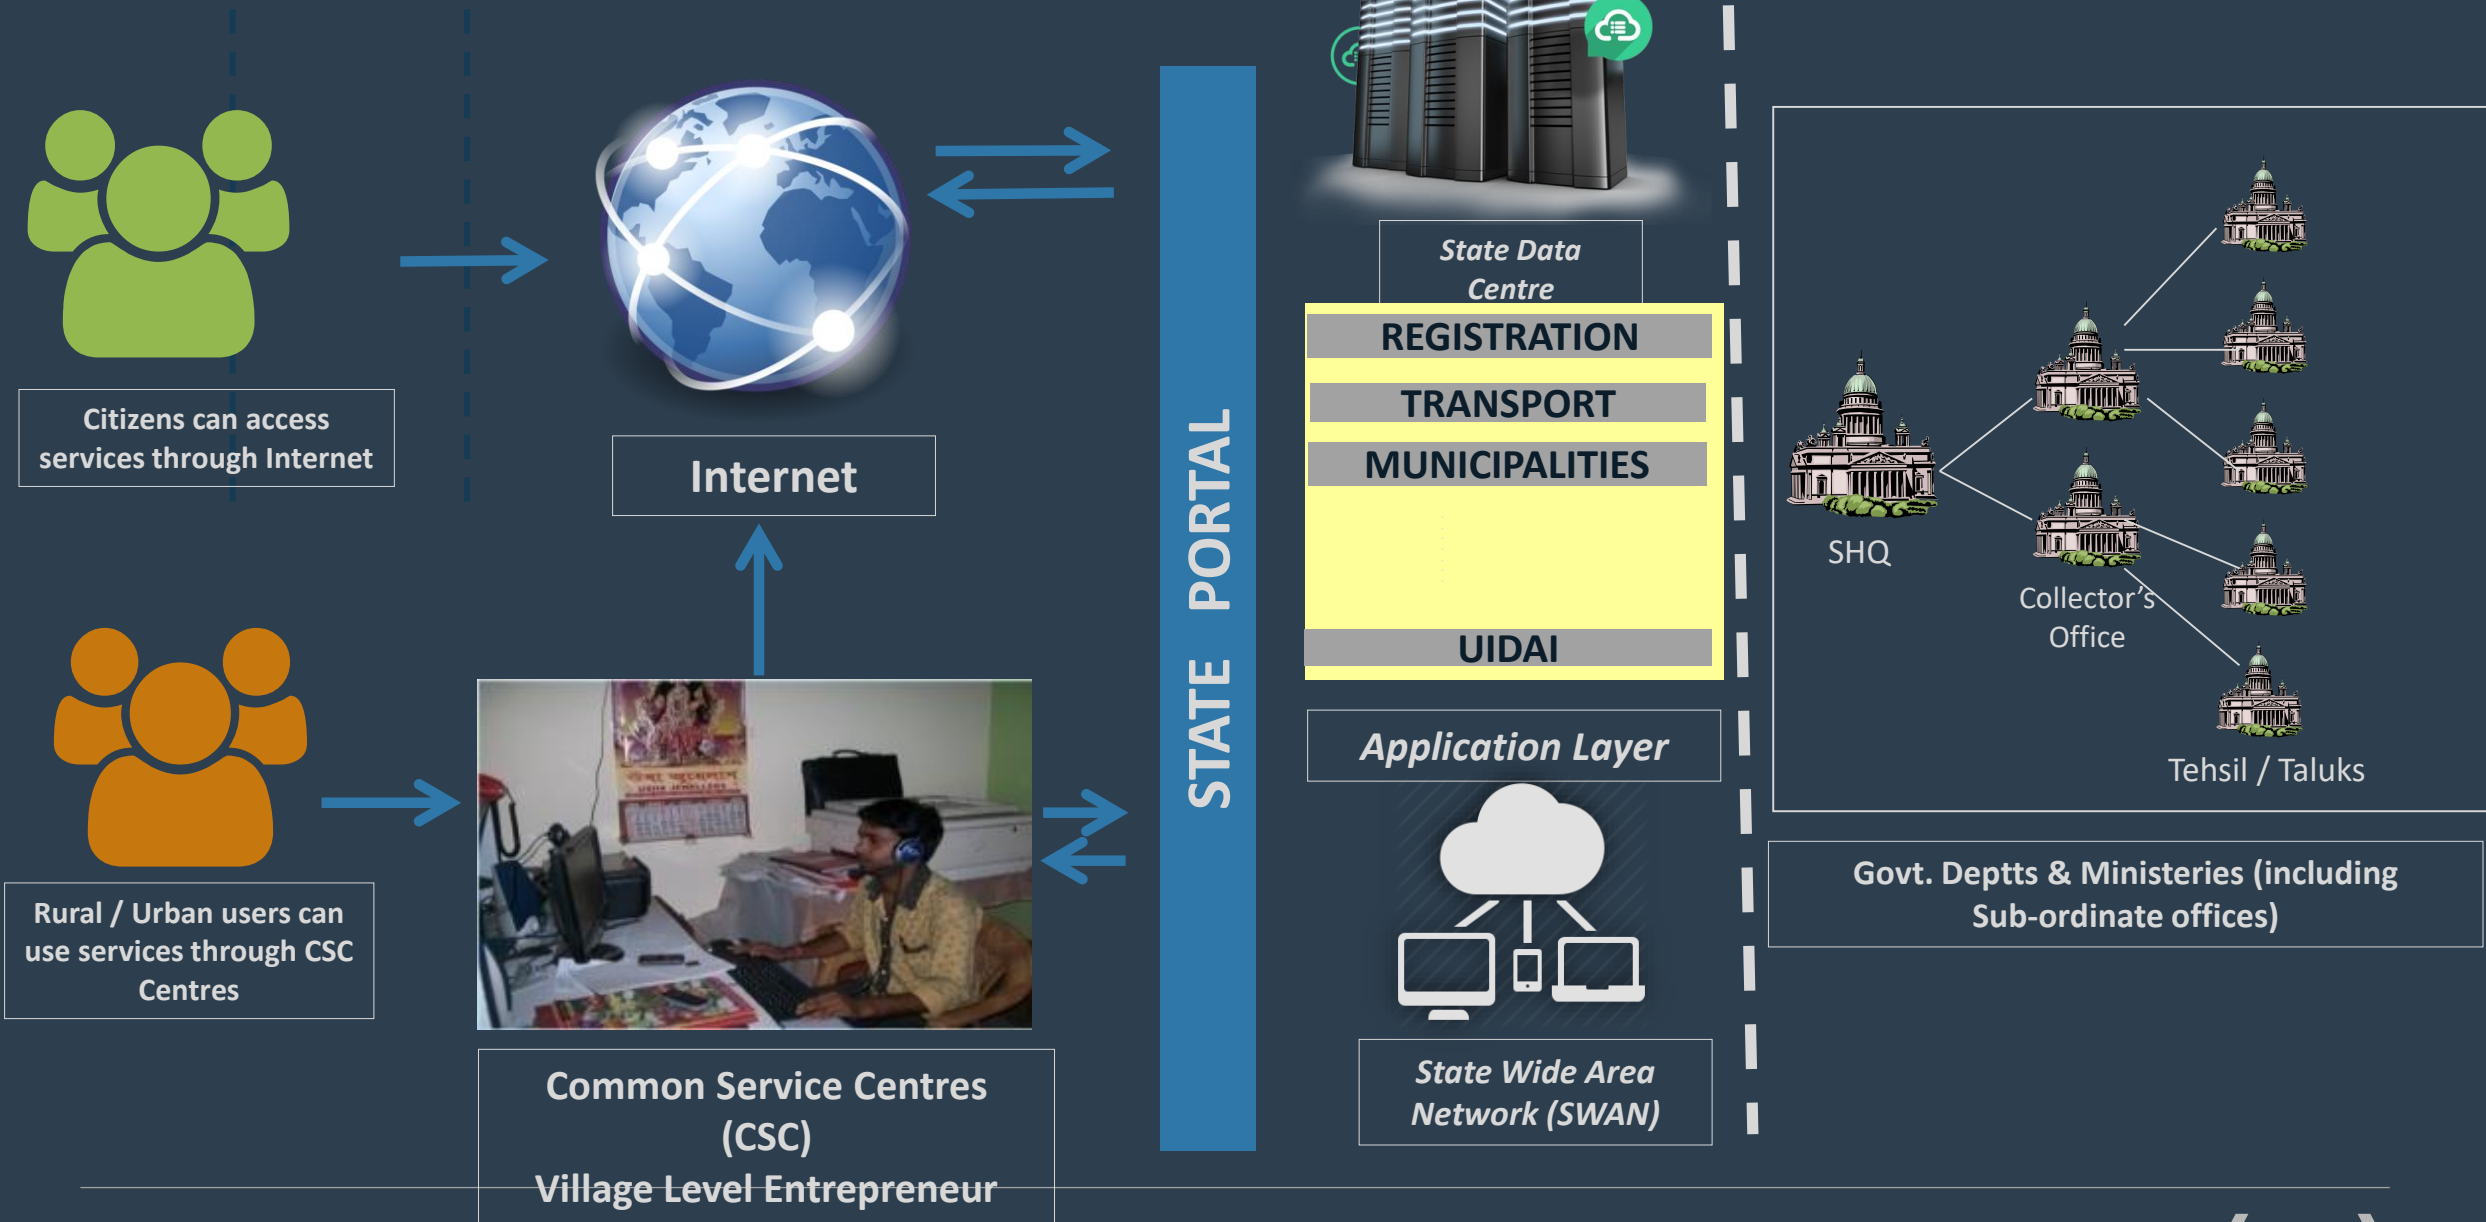 Citizens can access
services through Internet
Rural / Urban users can
use services through CSC
Centres
Internet
Common Service Centres
(CSC)
Village Level Entrepreneur
STATE PORTAL
State Data
Centre
REGISTRATION
TRANSPORT
MUNICIPALITIES
UIDAI
Application Layer
State Wide Area
Network (SWAN)
SHQ
Collector's
Office
Tehsil / Taluks
Govt. Deptts & Ministeries (including
Sub-ordinate offices)